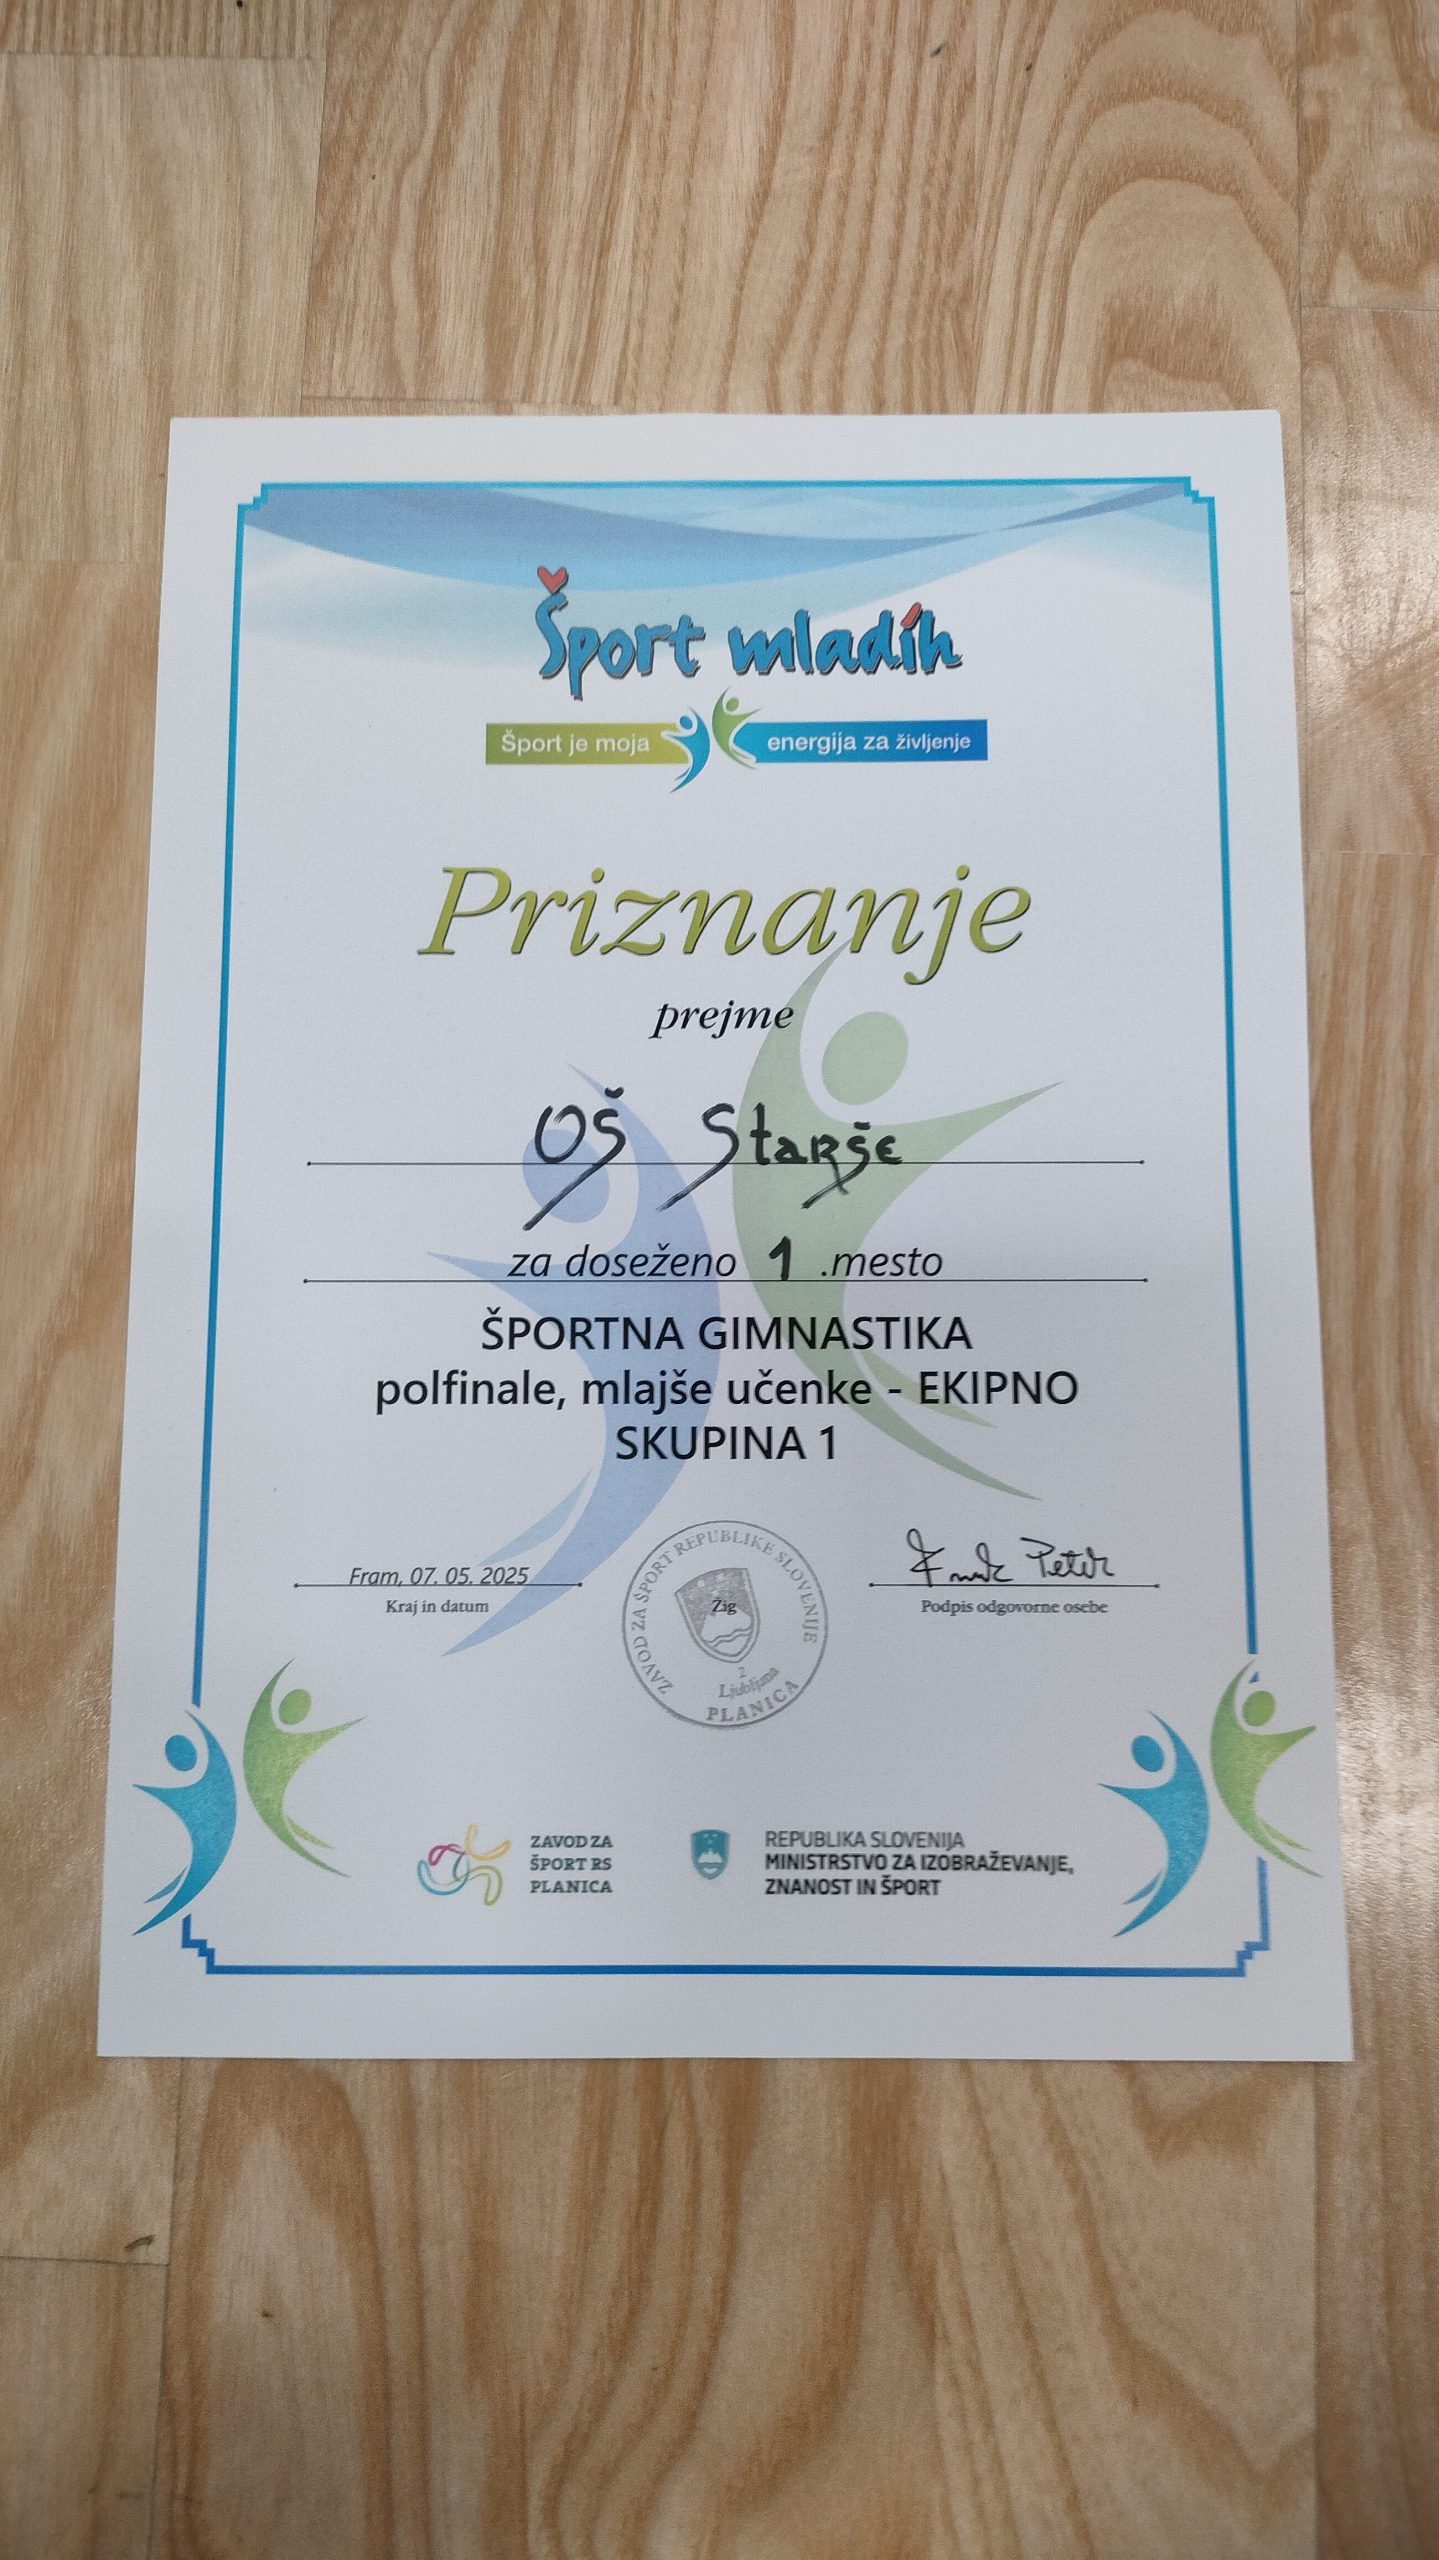 Šport mladih
Šport je moja energija za življenje
Priznanje
prejme
OŠ Starše
za doseženo 1 .mesto
ŠPORTNA GIMNASTIKA
polfinale, mlajše učenke - EKIPNO
SKUPINA 1
Fram, 07. 05. 2025
Kraj in datum
ZAVOD ZA ŠPORT REPUBLIKE SLOVENIJE
Žig
2
Ljubljana
PLANICA
Peter
Podpis odgovorne osebe
ZAVOD ZA
ŠPORT RS
PLANICA
REPUBLIKA SLOVENIJA
MINISTRSTVO ZA IZOBRAŽEVANJE,
ZNANOST IN ŠPORT